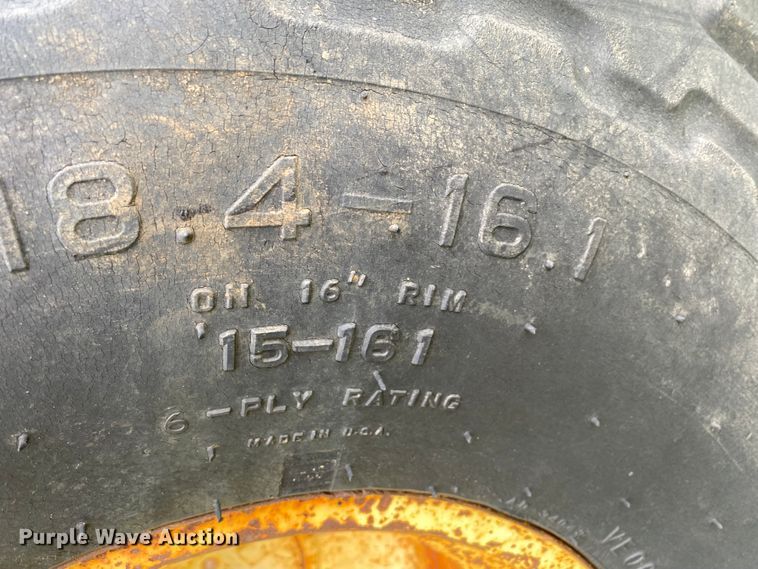 18.4-16.1
ON 16" RIM
15-161
6-PLY RATING
MADE IN U.S.A.
Purple Wave Auction